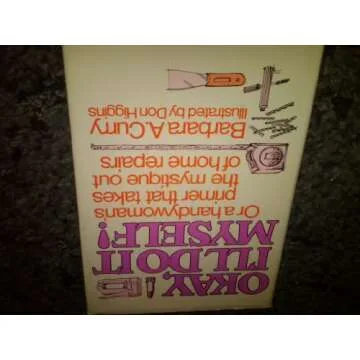 OKAY,
I'LL DO IT
MYSELF!
Or a handywoman's
primer that takes
the mystique out
of home repairs
Barbara A. Curry
Illustrated by Don Higgins